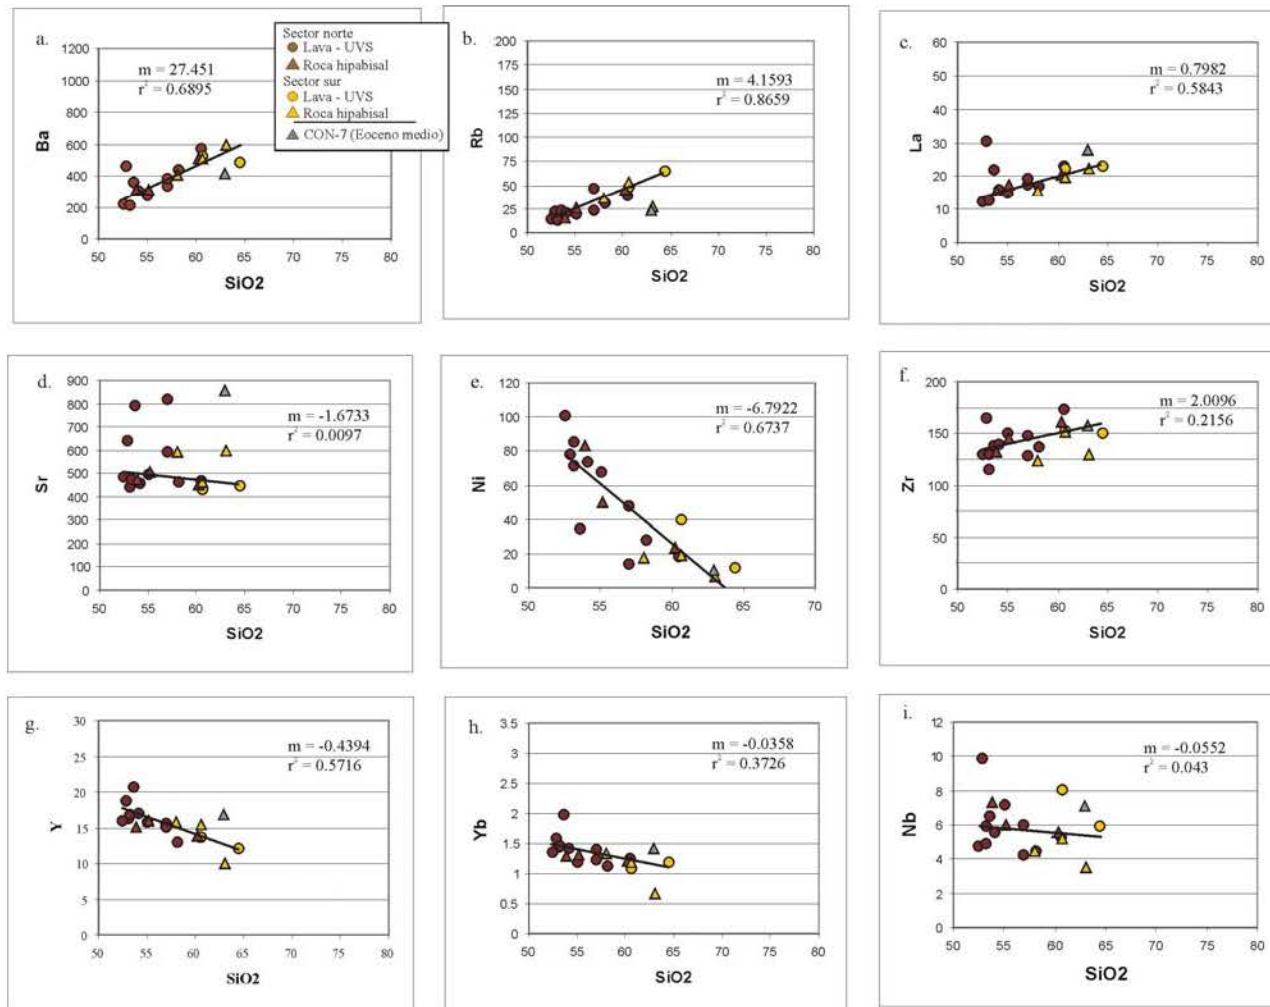 a.
1200
1000
800
600
400
200
0
Ba
50 55 60 65 70 75 80
SiO2
m = 27.451
r² = 0.6895
Sector norte
Lava - UVS
Roca hipabisal
Sector sur
Lava - UVS
Roca hipabisal
CON-7 (Eoceno medio)
b.
200
175
150
125
100
75
50
25
0
Rb
50 55 60 65 70 75 80
SiO2
m = 4.1593
r² = 0.8659
c.
60
50
40
30
20
10
0
La
50 55 60 65 70 75 80
SiO2
m = 0.7982
r² = 0.5843
d.
900
800
700
600
500
400
300
200
100
0
Sr
50 55 60 65 70 75 80
SiO2
m = -1.6733
r² = 0.0097
e.
120
100
80
60
40
20
0
Ni
50 55 60 65 70
SiO2
m = -6.7922
r² = 0.6737
f.
200
150
100
50
0
Zr
50 55 60 65 70 75 80
SiO2
m = 2.0096
r² = 0.2156
g.
30
25
20
15
10
5
0
Y
50 55 60 65 70 75 80
SiO2
m = -0.4394
r² = 0.5716
h.
3.5
3
2.5
2
1.5
1
0.5
0
Yb
50 55 60 65 70 75 80
SiO2
m = -0.0358
r² = 0.3726
i.
12
10
8
6
4
2
0
Nb
50 55 60 65 70 75 80
SiO2
m = -0.0552
r² = 0.043